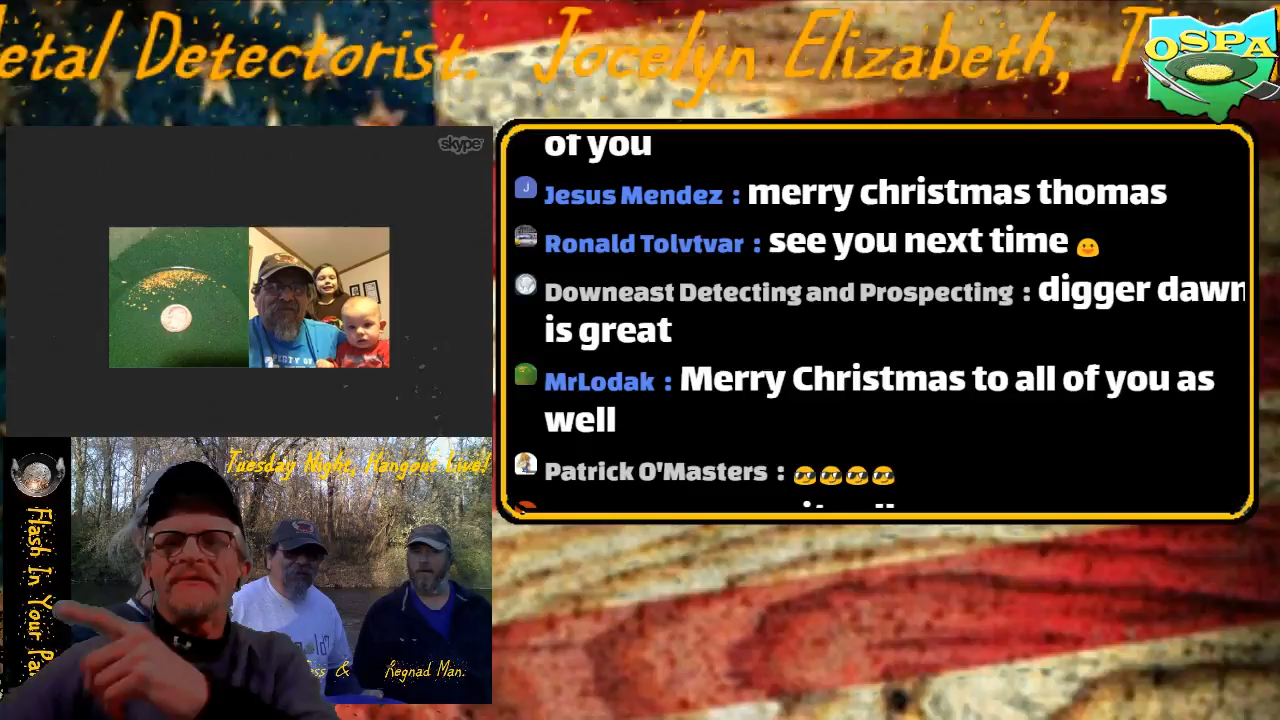 etal Detectorist. Jocelyn Elizabeth, T
OSPA
skype
of you
Jesus Mendez : merry christmas thomas
Ronald Tolvtvar : see you next time
Downeast Detecting and Prospecting : digger dawn
is great
MrLodak : Merry Christmas to all of you as
well
Patrick O'Masters :
Tuesday Night, Hangout Live!
Flash In Your Pa
ess & Regnad Man.